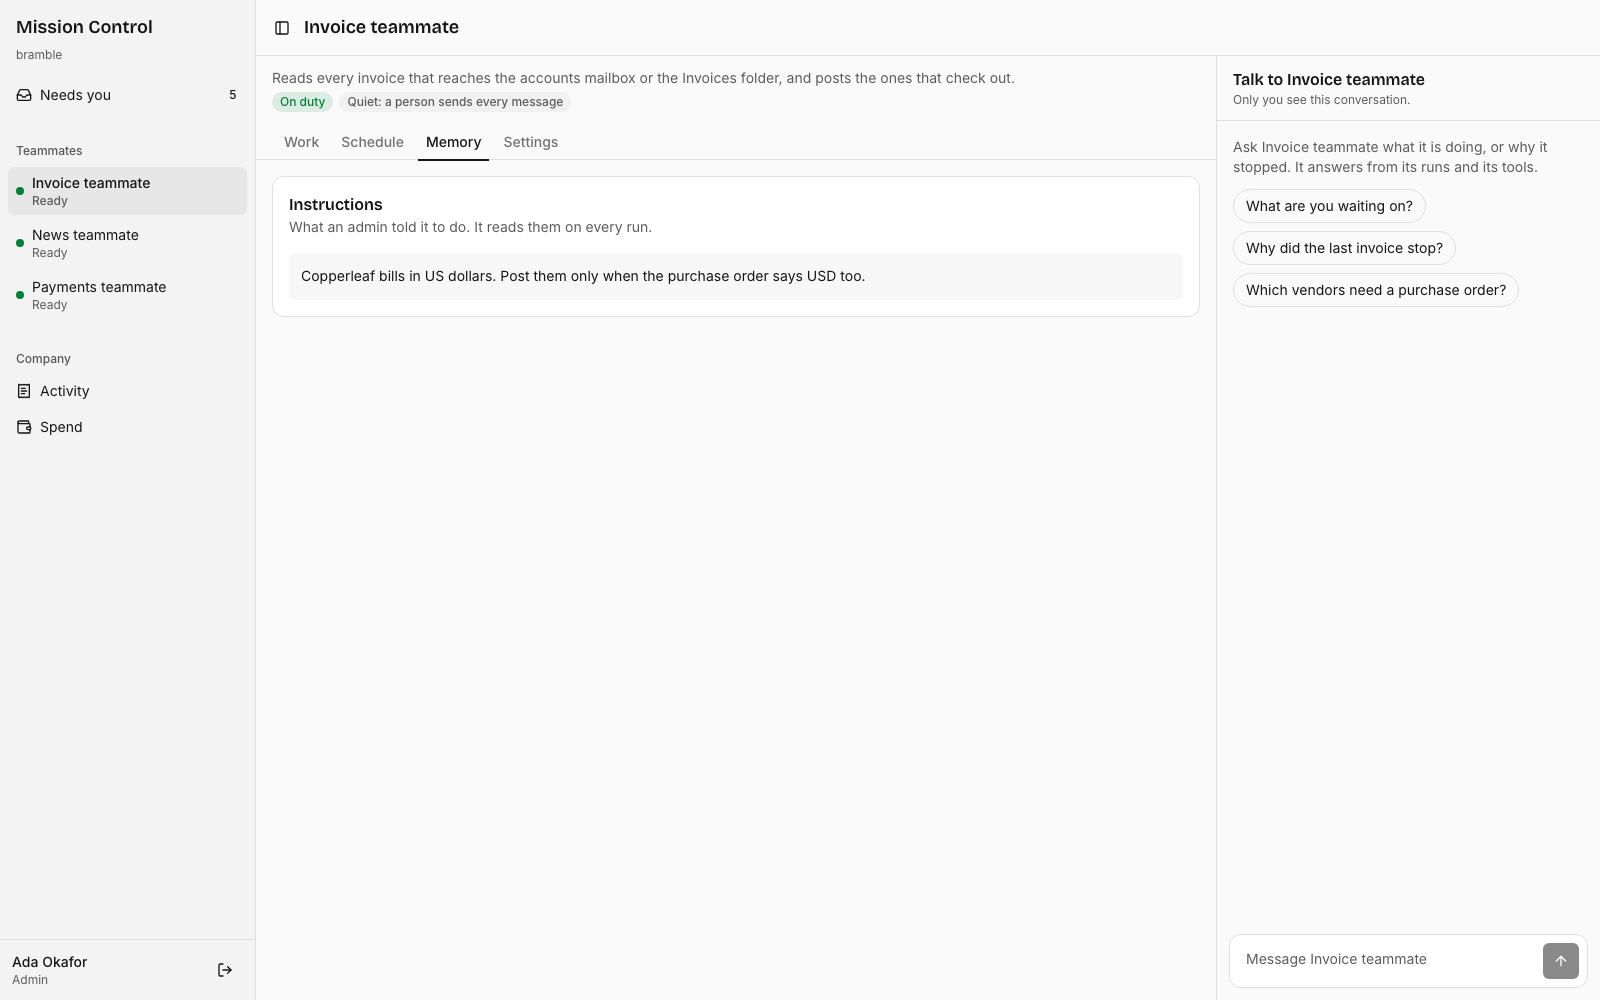 Mission Control
bramble
Needs you 5
Teammates
Invoice teammate
Ready
News teammate
Ready
Payments teammate
Ready
Company
Activity
Spend
Ada Okafor
Admin
Invoice teammate
Reads every invoice that reaches the accounts mailbox or the Invoices folder, and posts the ones that check out.
On duty Quiet: a person sends every message
Work Schedule Memory Settings
Instructions
What an admin told it to do. It reads them on every run.
Copperleaf bills in US dollars. Post them only when the purchase order says USD too.
Talk to Invoice teammate
Only you see this conversation.
Ask Invoice teammate what it is doing, or why it
stopped. It answers from its runs and its tools.
What are you waiting on?
Why did the last invoice stop?
Which vendors need a purchase order?
Message Invoice teammate